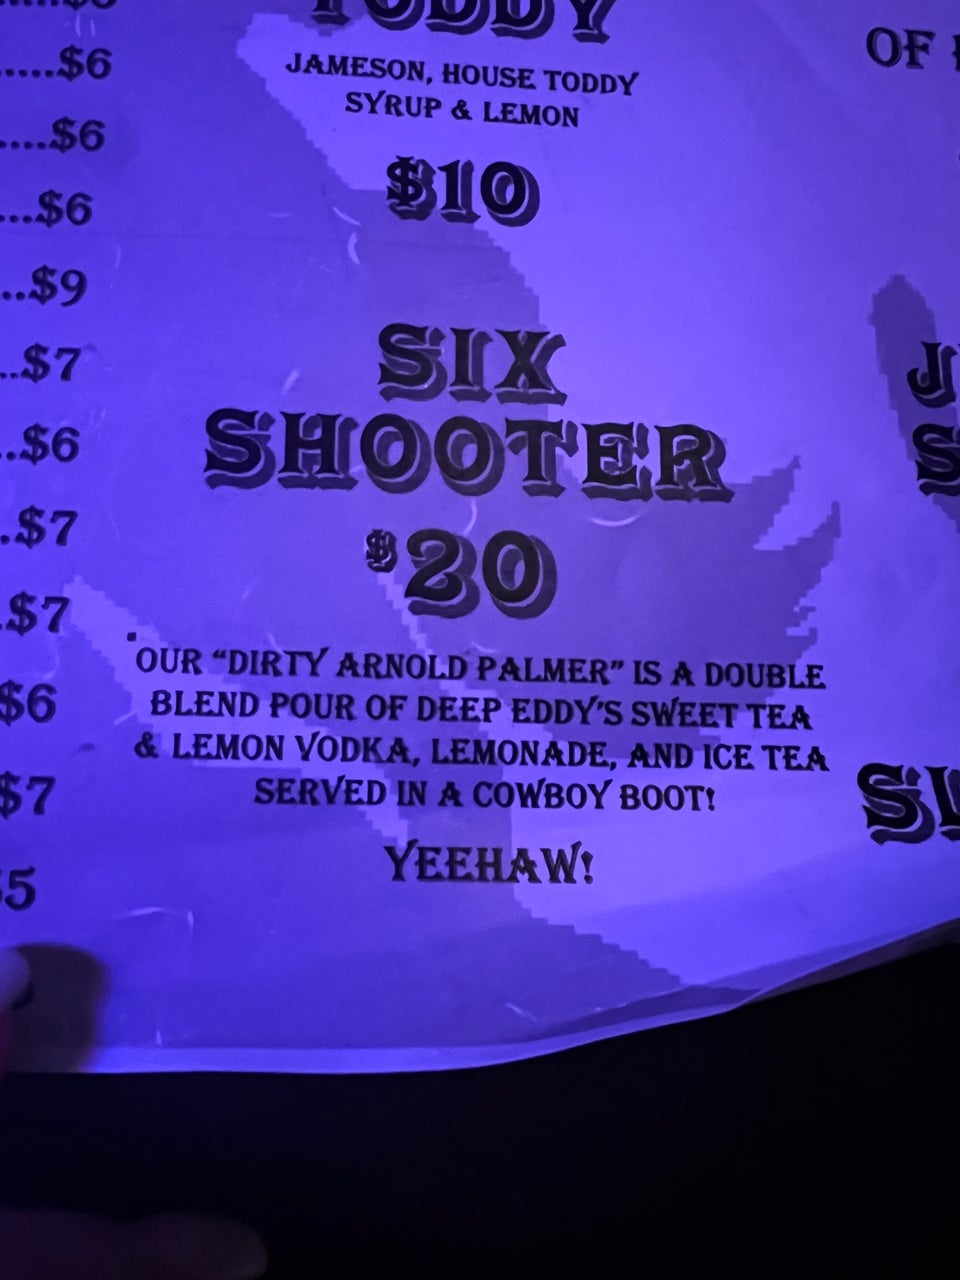 .....$6
....$6
...$6
..$9
..$7
..$6
.$7
.$7
$6
$7
TODDY
JAMESON, HOUSE TODDY
SYRUP & LEMON
$10
SIX
SHOOTER
$20
OUR “DIRTY ARNOLD PALMER” IS A DOUBLE
BLEND POUR OF DEEP EDDY'S SWEET TEA
& LEMON VODKA, LEMONADE, AND ICE TEA
SERVED IN A COWBOY BOOT!
YEEHAW!
OF